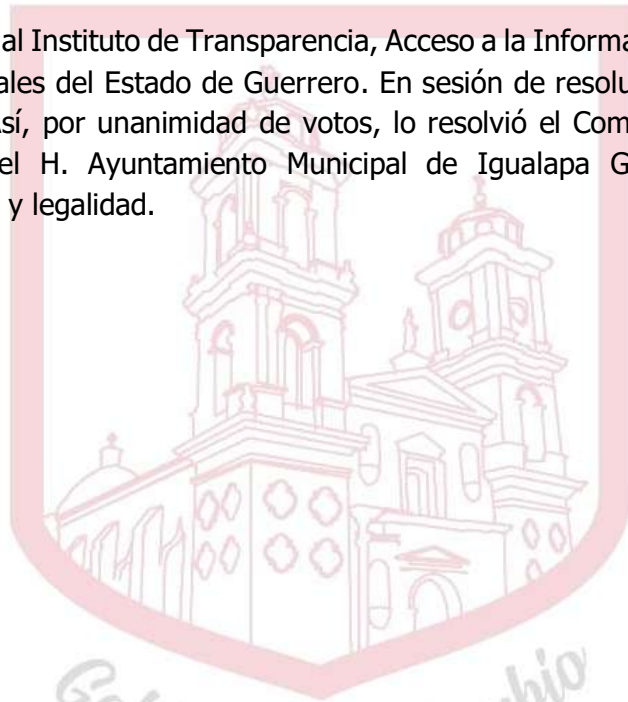 al Instituto de Transparencia, Acceso a la Informa
ales del Estado de Guerrero. En sesión de resolu
Así, por unanimidad de votos, lo resolvió el Com
el H. Ayuntamiento Municipal de Igualapa G
y legalidad.